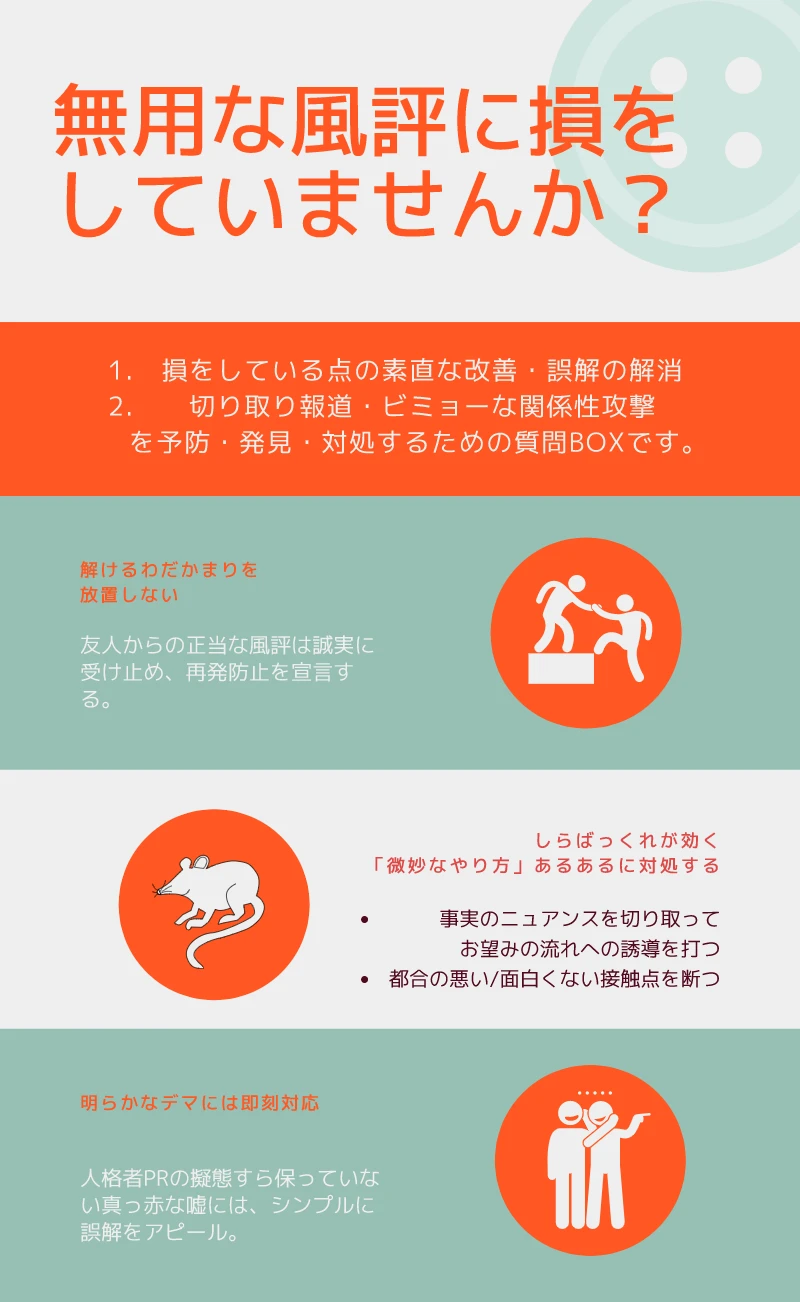 無用な風評に損を
していませんか？
1. 損をしている点の素直な改善・誤解の解消
2. 切り取り報道・ビミョーな関係性攻撃
を予防・発見・対処するための質問BOXです。
解けるわだかまりを
放置しない
友人からの正当な風評は誠実に
受け止め、再発防止を宣言す
る。
しらばっくれが効く
「微妙なやり方」あるあるに対処する
• 事実のニュアンスを切り取って
お望みの流れへの誘導を打つ
• 都合の悪い/面白くない接触点を断つ
明らかなデマには即刻対応
人格者PRの擬態すら保っていな
い真っ赤な嘘には、シンプルに
誤解をアピール。